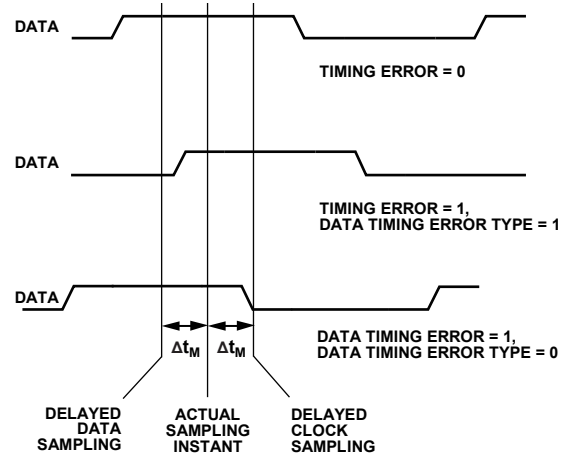 DATA
TIMING ERROR = 0
DATA
TIMING ERROR = 1,
DATA TIMING ERROR TYPE = 1
DATA
DATA TIMING ERROR = 1,
DATA TIMING ERROR TYPE = 0
ΔtM ΔtM
DELAYED
DATA
SAMPLING
ACTUAL
SAMPLING
INSTANT
DELAYED
CLOCK
SAMPLING